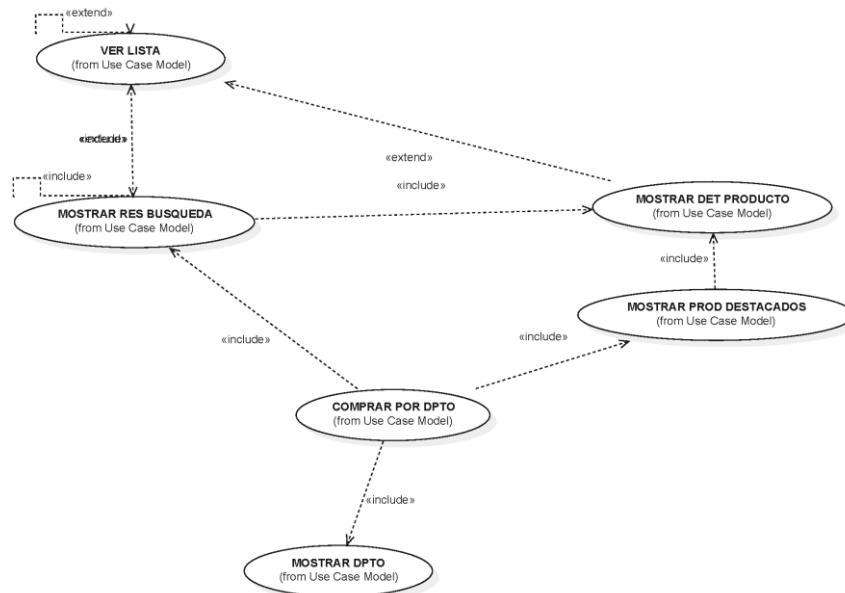 «extend»
VER LISTA
(from Use Case Model)
«include»
«extend»
«include»
«extend»
«include»
MOSTRAR RES BUSQUEDA
(from Use Case Model)
MOSTRAR DET PRODUCTO
(from Use Case Model)
«include»
MOSTRAR PROD DESTACADOS
(from Use Case Model)
«include»
«include»
COMPRAR POR DPTO
(from Use Case Model)
«include»
MOSTRAR DPTO
(from Use Case Model)